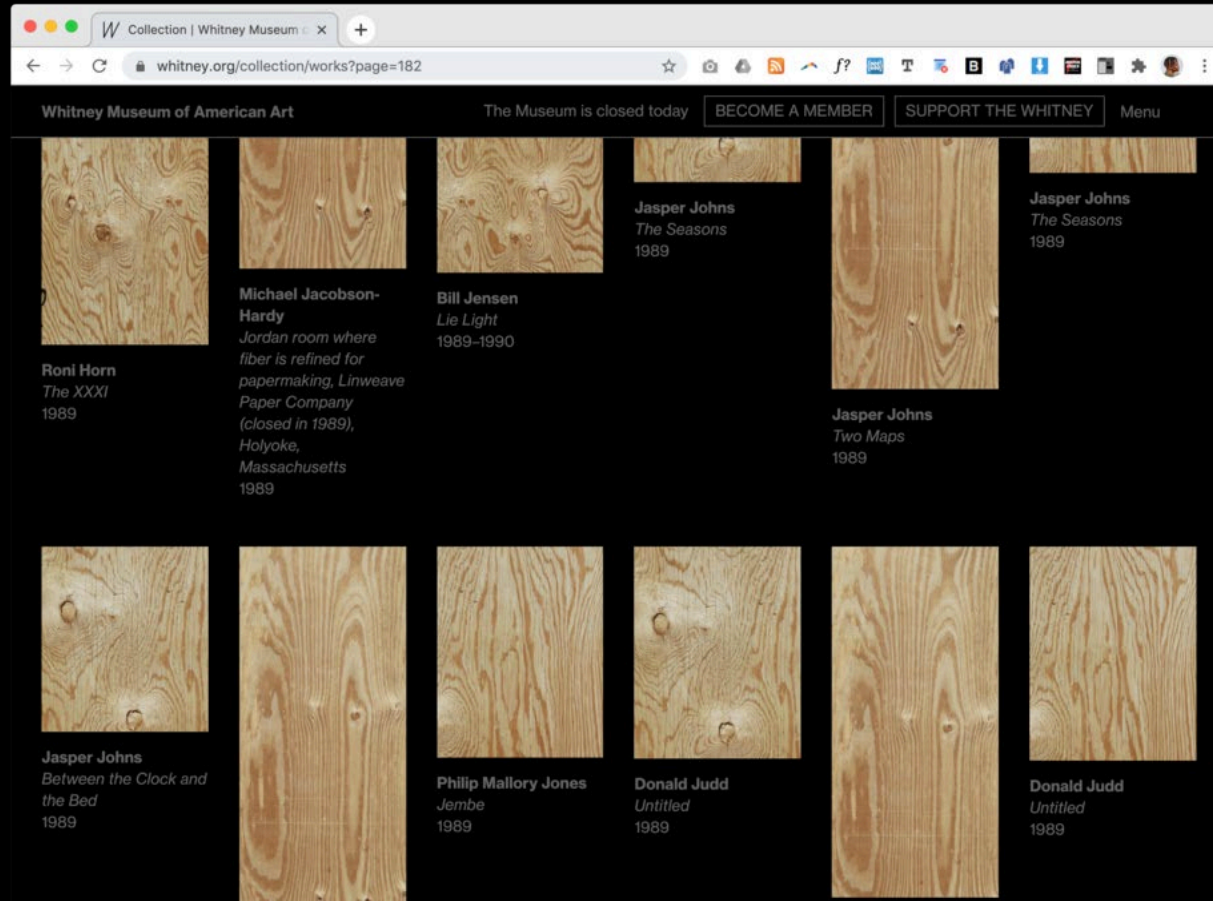 Collection | Whitney Museum o
whitney.org/collection/works?page=182
Whitney Museum of American Art
The Museum is closed today
BECOME A MEMBER
SUPPORT THE WHITNEY
Menu
Roni Horn
The XXXI
1989
Michael Jacobson-
Hardy
Jordan room where
fiber is refined for
papermaking, Linweave
Paper Company
(closed in 1989),
Holyoke,
Massachusetts
1989
Bill Jensen
Lie Light
1989–1990
Jasper Johns
The Seasons
1989
Jasper Johns
Two Maps
1989
Jasper Johns
The Seasons
1989
Jasper Johns
Between the Clock and
the Bed
1989
Philip Mallory Jones
Jembe
1989
Donald Judd
Untitled
1989
Donald Judd
Untitled
1989